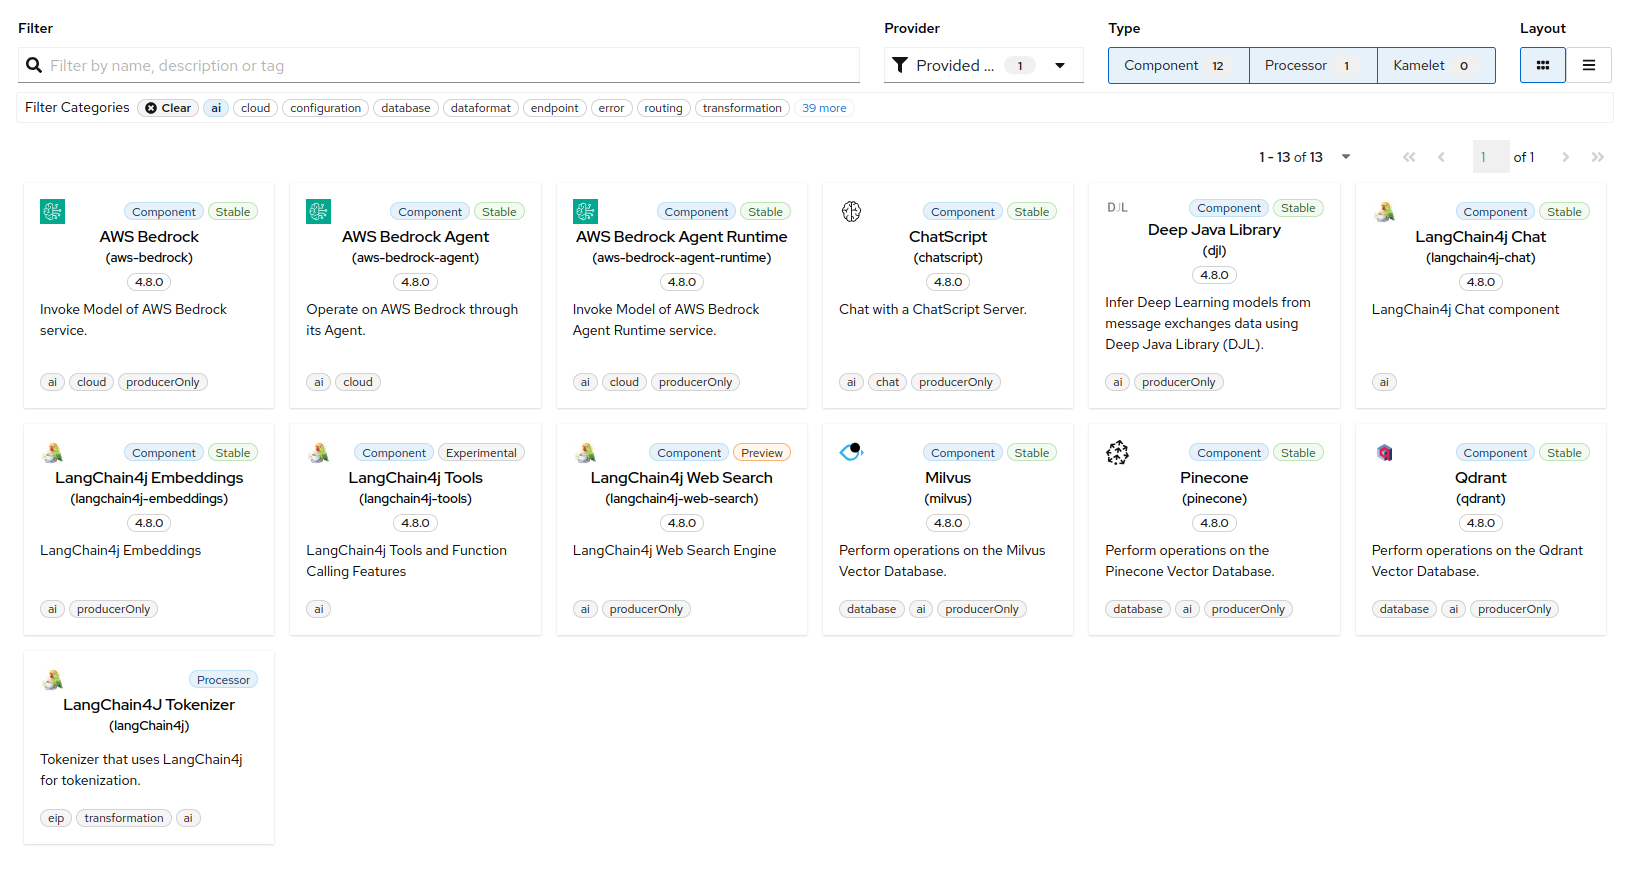 Filter
Provider
Type
Layout
Filter by name, description or tag
Provided ... 1
Component 12
Processor 1
Kamelet 0
Filter Categories Clear ai cloud configuration database dataformat endpoint error routing transformation 39 more
1 - 13 of 13
1 of 1
Component Stable
AWS Bedrock
(aws-bedrock)
4.8.0
Invoke Model of AWS Bedrock
service.
ai cloud producerOnly
Component Stable
AWS Bedrock Agent
(aws-bedrock-agent)
4.8.0
Operate on AWS Bedrock through
its Agent.
ai cloud
Component Stable
AWS Bedrock Agent Runtime
(aws-bedrock-agent-runtime)
4.8.0
Invoke Model of AWS Bedrock
Agent Runtime service.
ai cloud producerOnly
Component Stable
ChatScript
(chatscript)
4.8.0
Chat with a ChatScript Server.
ai chat producerOnly
DJL Component Stable
Deep Java Library
(djl)
4.8.0
Infer Deep Learning models from
message exchanges data using
Deep Java Library (DJL).
ai producerOnly
Component Stable
LangChain4j Chat
(langchain4j-chat)
4.8.0
LangChain4j Chat component
ai
Component Stable
LangChain4j Embeddings
(langchain4j-embeddings)
4.8.0
LangChain4j Embeddings
ai producerOnly
Component Experimental
LangChain4j Tools
(langchain4j-tools)
4.8.0
LangChain4j Tools and Function
Calling Features
ai
Component Preview
LangChain4j Web Search
(langchain4j-web-search)
4.8.0
LangChain4j Web Search Engine
ai producerOnly
Component Stable
Milvus
(milvus)
4.8.0
Perform operations on the Milvus
Vector Database.
database ai producerOnly
Component Stable
Pinecone
(pinecone)
4.8.0
Perform operations on the
Pinecone Vector Database.
database ai producerOnly
Component Stable
Qdrant
(qdrant)
4.8.0
Perform operations on the Qdrant
Vector Database.
database ai producerOnly
Processor
LangChain4J Tokenizer
(langChain4j)
Tokenizer that uses LangChain4j
for tokenization.
eip transformation ai